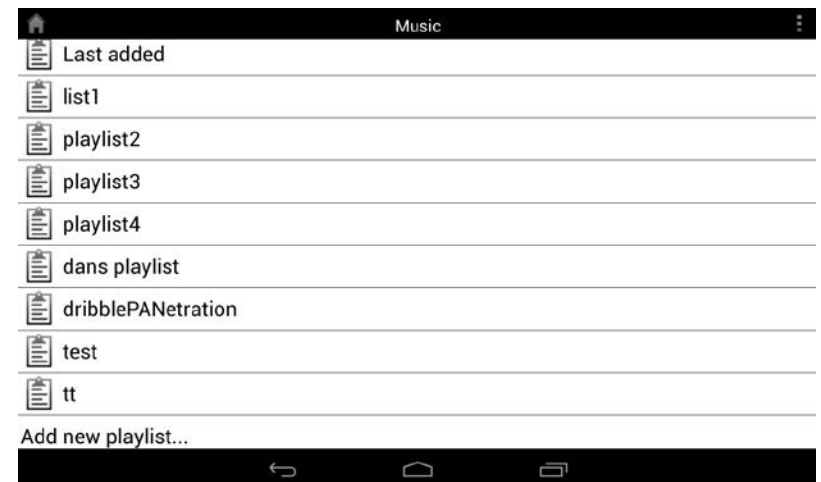 Music
Last added
list1
playlist2
playlist3
playlist4
dans playlist
dribblePANetration
test
tt
Add new playlist...